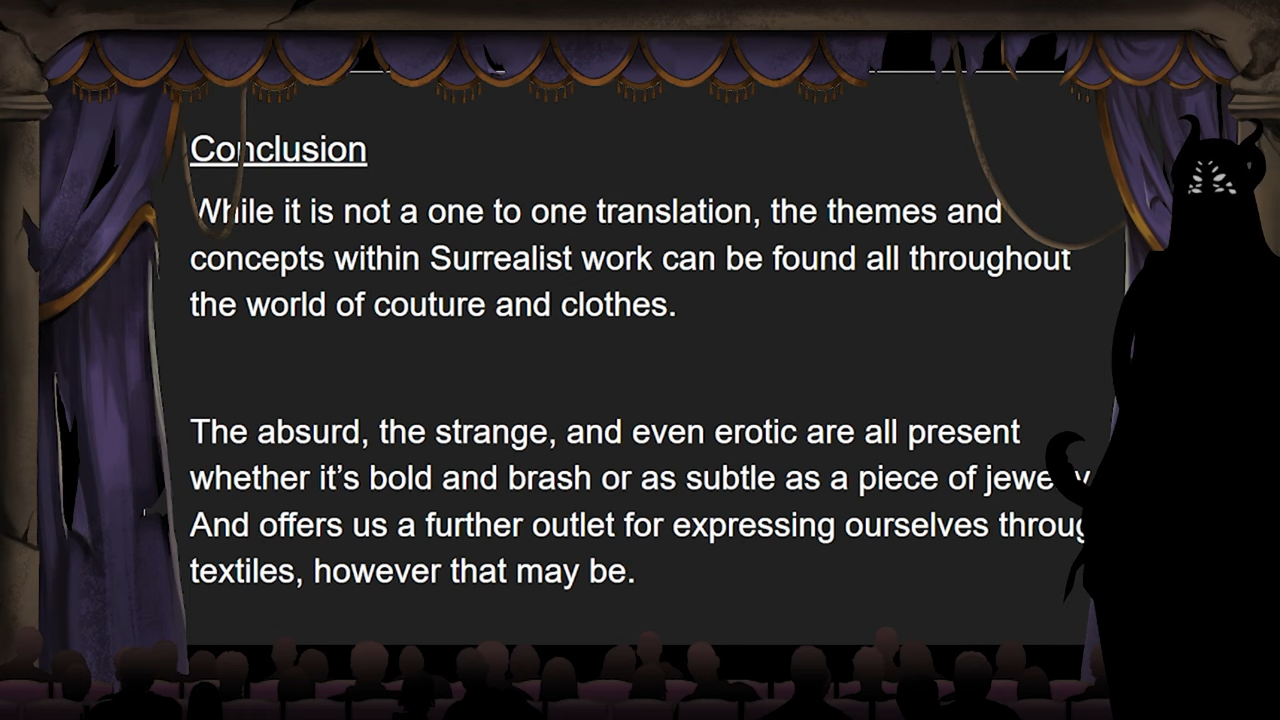 Conclusion
While it is not a one to one translation, the themes and
concepts within Surrealist work can be found all throughout
the world of couture and clothes.
The absurd, the strange, and even erotic are all present
whether it’s bold and brash or as subtle as a piece of
And offers us a further outlet for expressing ourselves
textiles, however that may be.